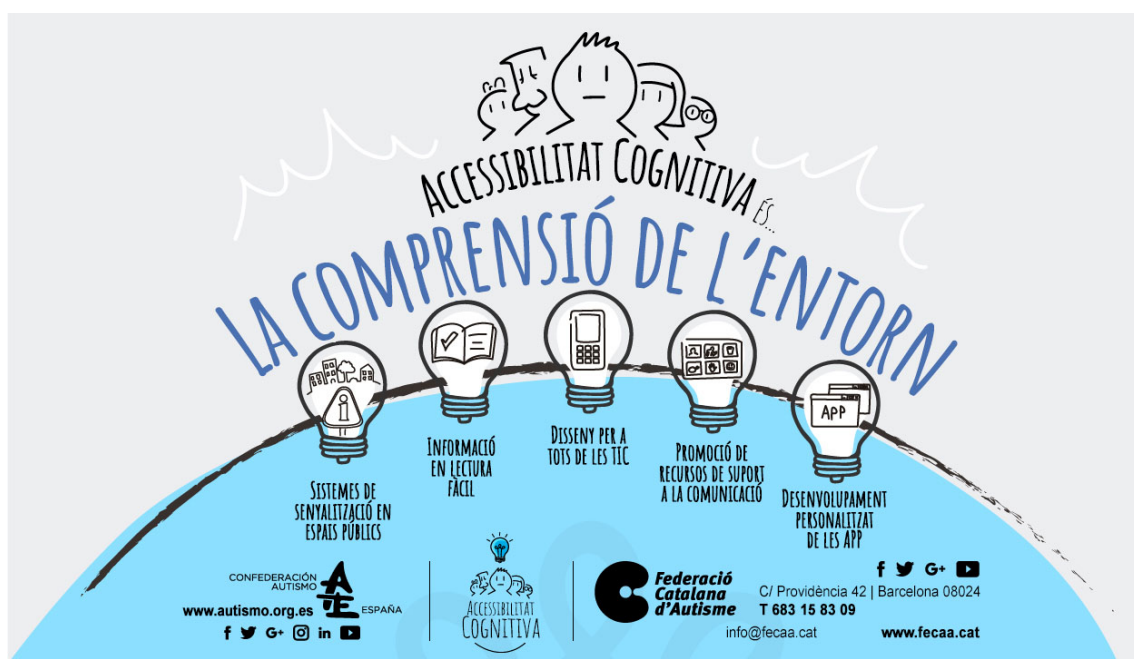 ACCESSIBILITAT COGNITIVA ÉS...
LA COMPRENSIÓ DE L'ENTORN
SISTEMES DE
SENYALITZACIÓ EN
ESPAIS PÚBLICS
INFORMACIÓ
EN LECTURA
FÀCIL
DISSENY PER A
TOTS DE LES TIC
PROMOCIÓ DE
RECURSOS DE SUPORT
A LA COMUNICACIÓ
APP
DESENVOLUPAMENT
PERSONALITZAT
DE LES APP
CONFEDERACIÓN
AUTISMO
AE
ESPAÑA
www.autismo.org.es
ACCESSIBILITAT
COGNITIVA
Federació
Catalana
d'Autisme
C/ Providència 42 | Barcelona 08024
T 683 15 83 09
info@fecaa.cat
www.fecaa.cat